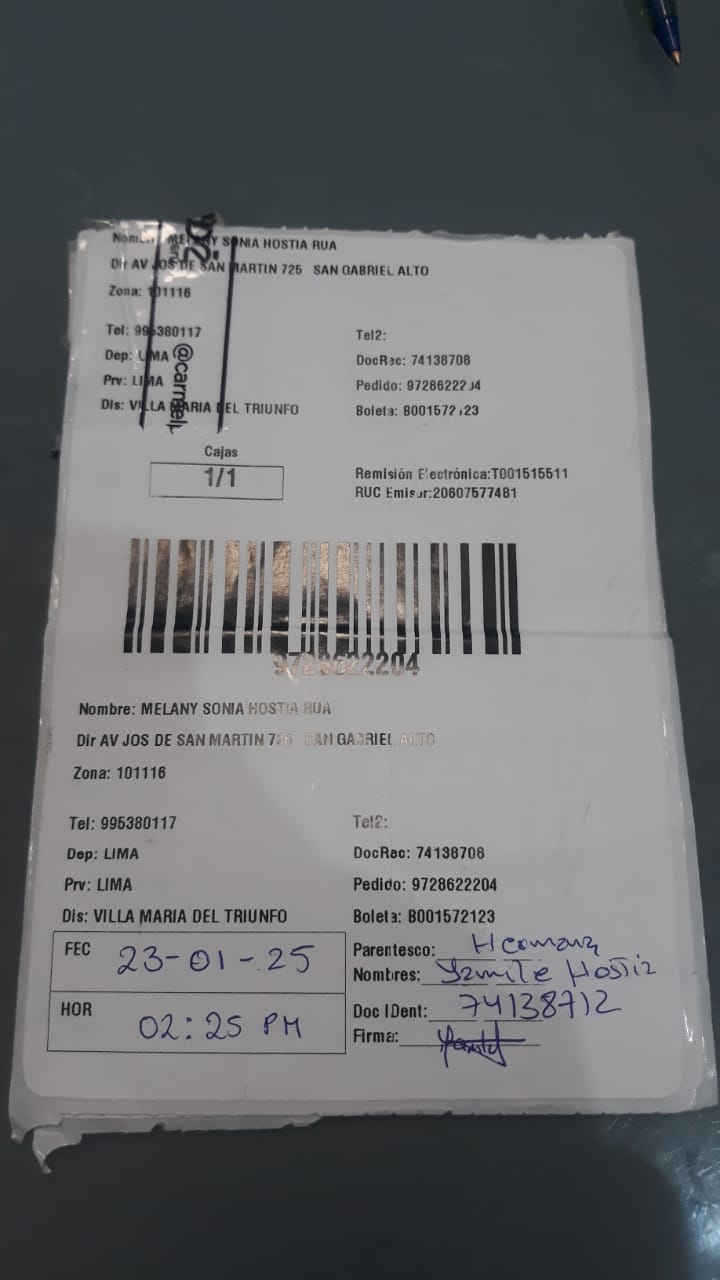 Nombre: MELANY SONIA HOSTIA RUA
Dir AV JOS DE SAN MARTIN 725 SAN GABRIEL ALTO
Zona: 101116
Tel: 995380117 Tel2:
Dep: LIMA DocRec: 74138708
Prv: LIMA Pedido: 9728622204
Dis: VILLA MARIA DEL TRIUNFO Boleta: B001572123
Cajas
1/1
Remisión Electrónica:T001515511
RUC Emisor:20607577481
9728622204
Nombre: MELANY SONIA HOSTIA RUA
Dir AV JOS DE SAN MARTIN 725 SAN GABRIEL ALTO
Zona: 101116
Tel: 995380117 Tel2:
Dep: LIMA DocRec: 74138708
Prv: LIMA Pedido: 9728622204
Dis: VILLA MARIA DEL TRIUNFO Boleta: B001572123
FEC 23-01-25 Parentesco: Hermana
Nombres: Yamile Hostia
HOR 02:25 PM Doc IDent: 74138712
Firma: